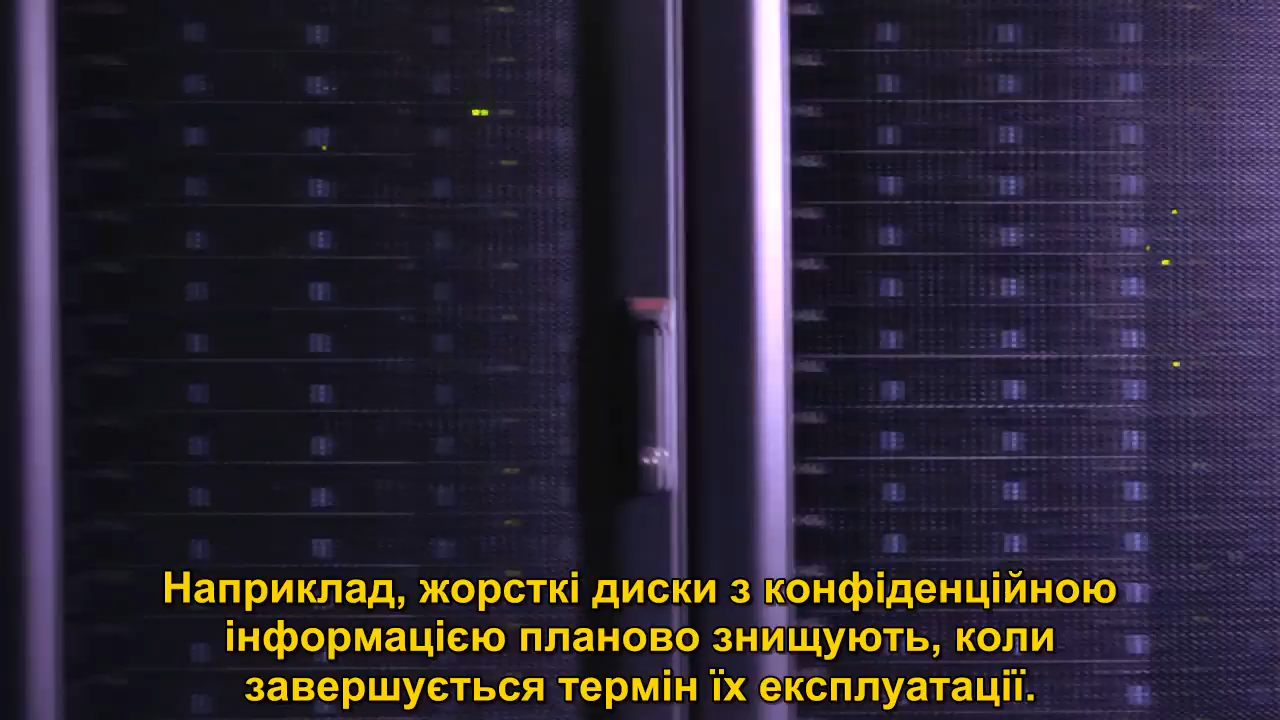 Наприклад, жорсткі диски з конфіденційною
інформацією планово знищують, коли
завершується термін їх експлуатації.